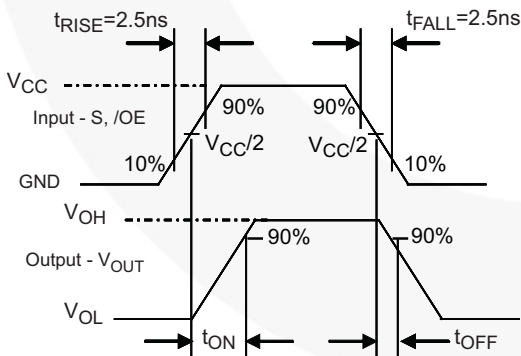 tRISE=2.5ns
tFALL=2.5ns
VCC
90%
90%
Input - S, /OE
VCC/2
VCC/2
10%
10%
GND
VOH
90%
90%
Output - VOUT
VOL
tON
tOFF